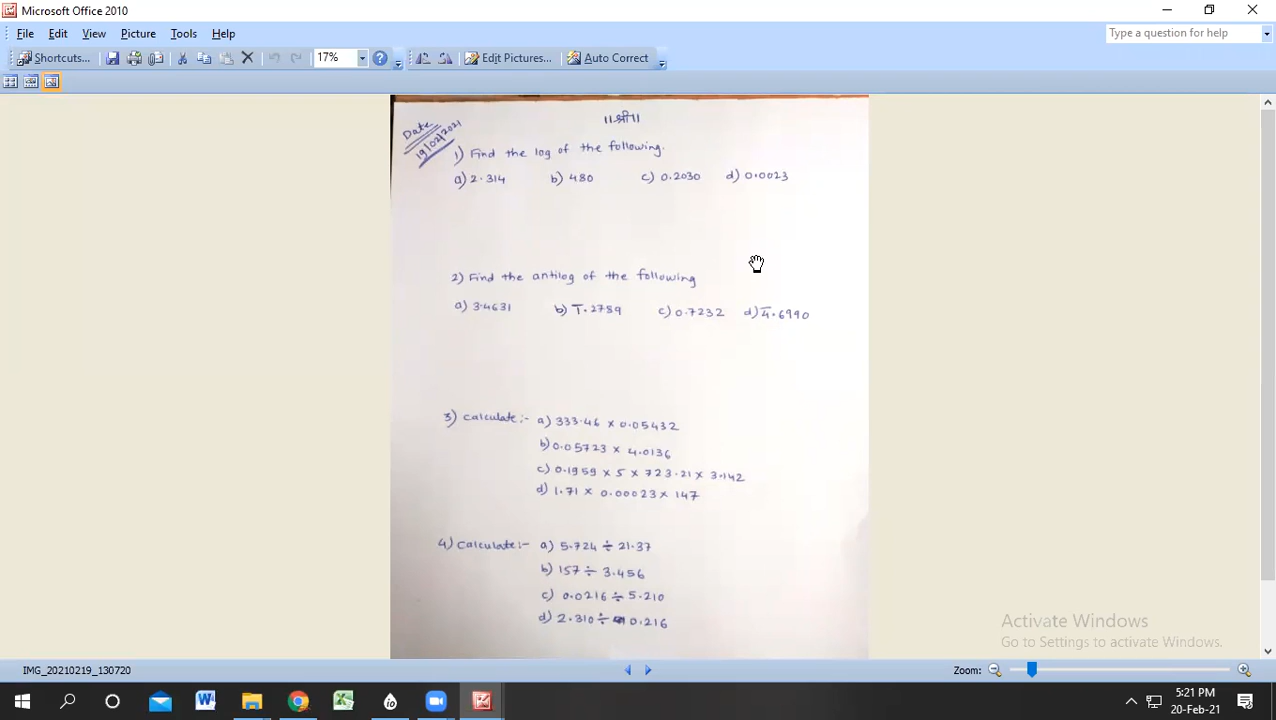 Microsoft Office 2010
File Edit View Picture Tools Help
Type a question for help
Shortcuts...
17%
Edit Pictures...
Auto Correct
Date
19/02/2021
॥श्री॥
1) Find the log of the following.
a) 2.314 b) 480 c) 0.2030 d) 0.0023
2) Find the antilog of the following
a) 3.4631 b) 1̅.2759 c) 0.7232 d) 4̅.6990
3) Calculate:- a) 333.46 × 0.05432
b) 0.05723 × 4.0136
c) 0.1959 × 5 × 723.21 × 3.142
d) 1.71 × 0.00023 × 147
4) Calculate:- a) 5.724 ÷ 21.37
b) 157 ÷ 3.456
c) 0.0216 ÷ 5.210
d) 2.310 ÷ 0.216
Activate Windows
Go to Settings to activate Windows.
IMG_20210219_130720
Zoom:
5:21 PM
20-Feb-21